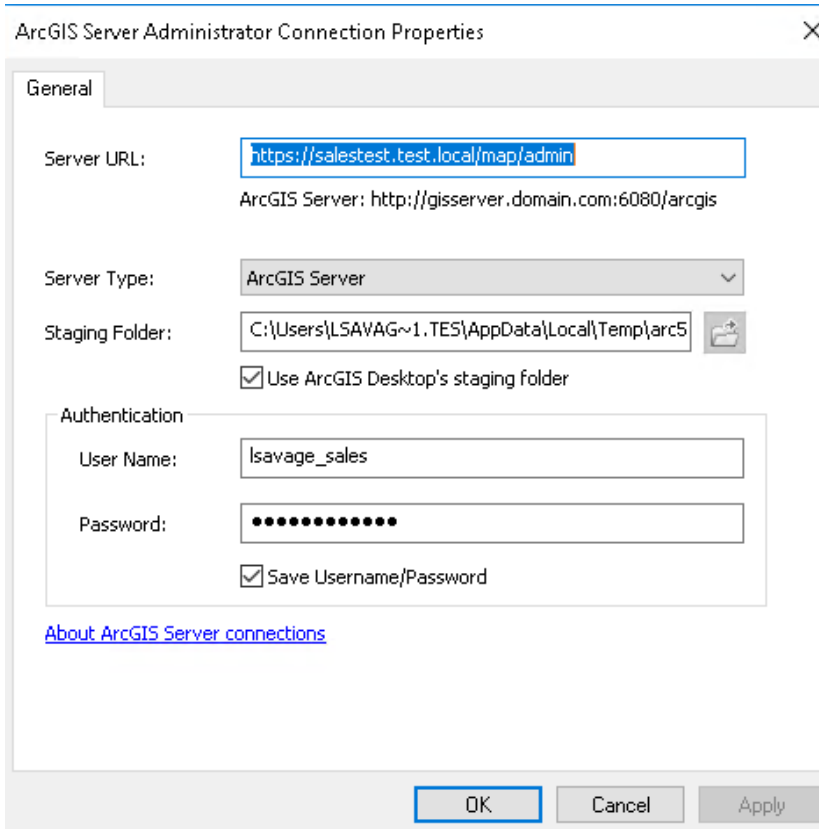 ArcGIS Server Administrator Connection Properties
General
Server URL: https://salestest.test.local/map/admin
ArcGIS Server: http://gisserver.domain.com:6080/arcgis
Server Type: ArcGIS Server
Staging Folder: C:\Users\LSAVAG~1.TES\AppData\Local\Temp\arc5
Use ArcGIS Desktop's staging folder
Authentication
User Name: lsavage_sales
Password: ●●●●●●●●●●●●
Save Username/Password
About ArcGIS Server connections
OK Cancel Apply